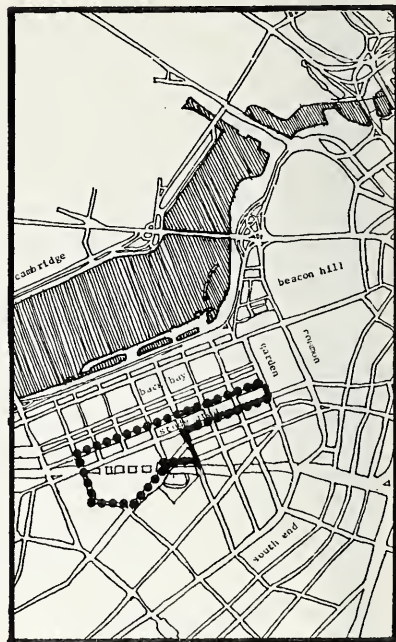 cambridge
beacon hill
common
garden
back bay
south end